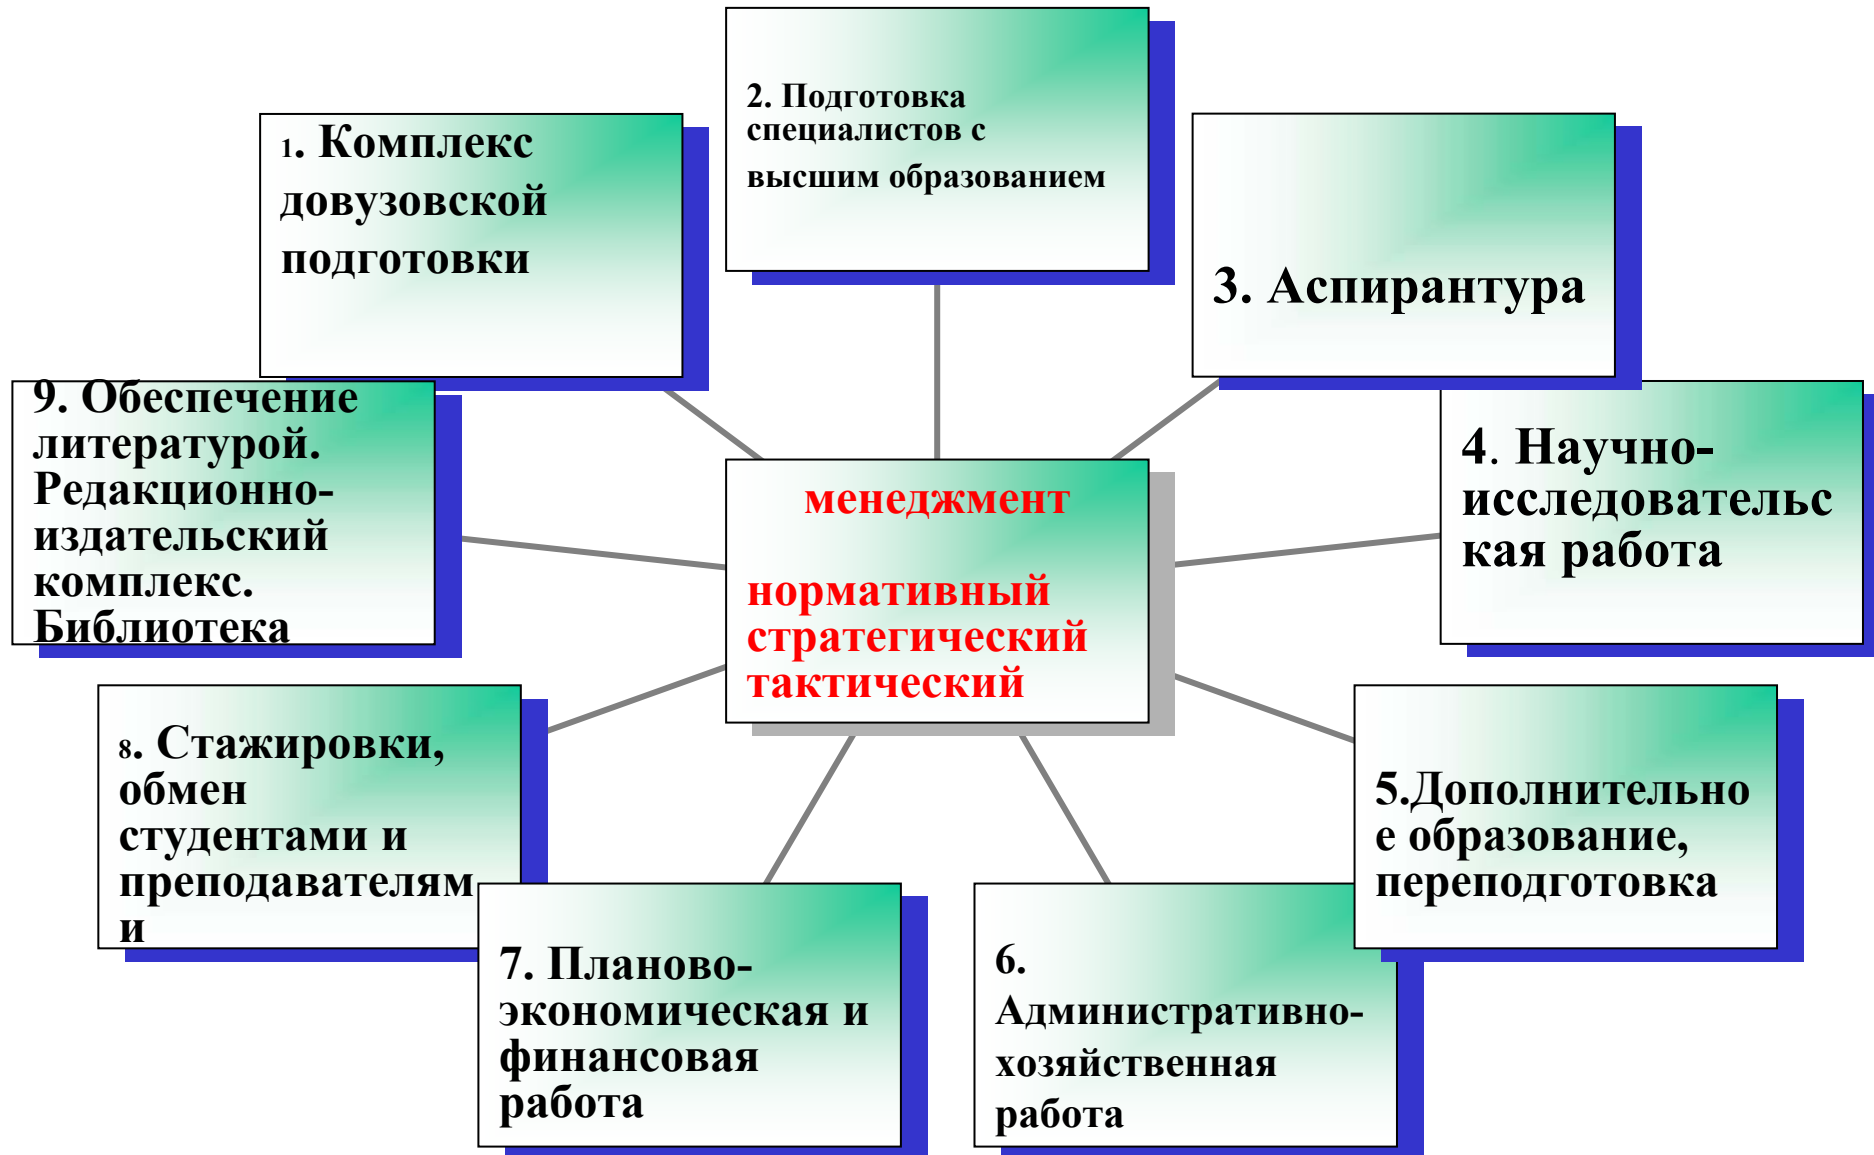 1. Комплекс
довузовской
подготовки
2. Подготовка
специалистов с
высшим образованием
3. Аспирантура
4. Научно-
исследовательс
кая работа
5.Дополнительно
е образование,
переподготовка
6.
Административно-
хозяйственная
работа
7. Планово-
экономическая и
финансовая
работа
8. Стажировки,
обмен
студентами и
преподавателям
и
9. Обеспечение
литературой.
Редакционно-
издательский
комплекс.
Библиотека
менеджмент
нормативный
стратегический
тактический